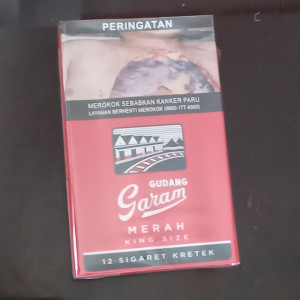 PERINGATAN
MEROKOK SEBABKAN KANKER PARU
LAYANAN BERHENTI MEROKOK (0800-177-6565)
GUDANG
Garam
MERAH
KING SIZE
12 SIGARET KRETEK